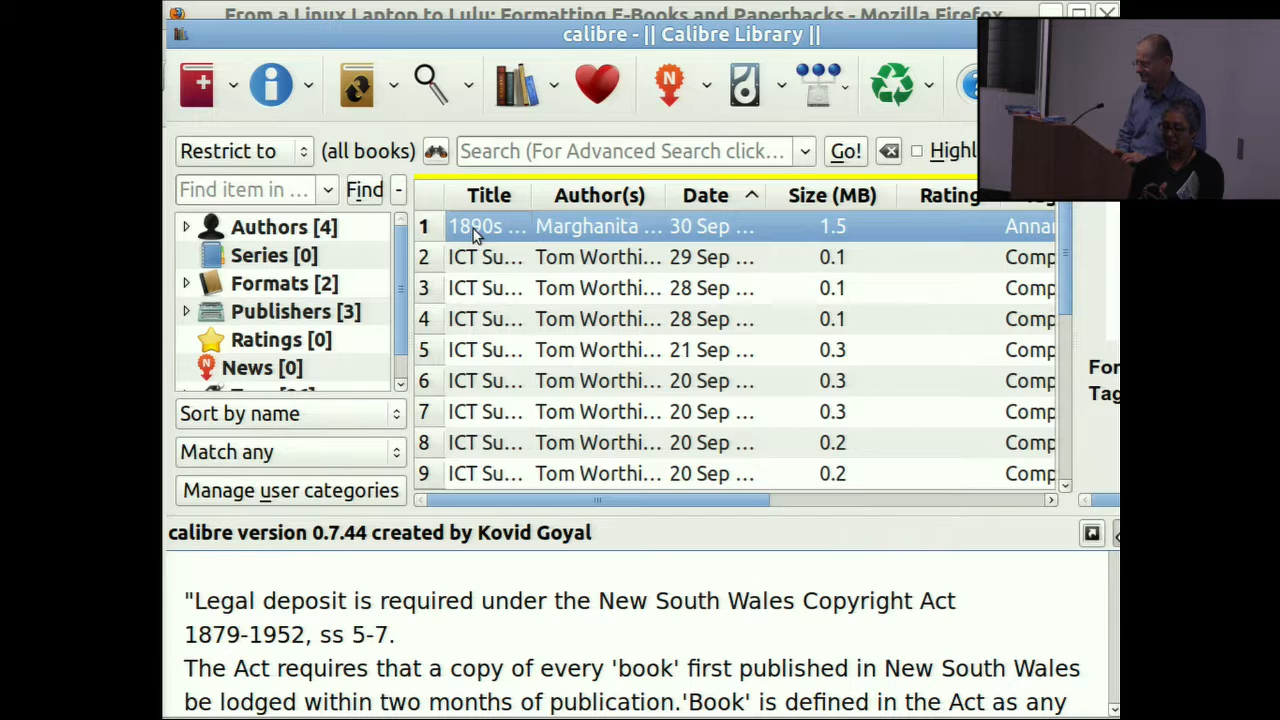 From a Linux Laptop to Lulu: Formatting E-Books and Paperbacks - Mozilla Firefox
calibre - || Calibre Library ||
N
Restrict to (all books) Search (For Advanced Search click... Go! Highl
Find item in ... Find -
Title Author(s) Date Size (MB) Rating
Authors [4]
Series [0]
Formats [2]
Publishers [3]
Ratings [0]
News [0]
Sort by name
Match any
Manage user categories
1 1890s ... Marghanita ... 30 Sep ... 1.5 Annan
2 ICT Su... Tom Worthi... 29 Sep ... 0.1 Comp
3 ICT Su... Tom Worthi... 28 Sep ... 0.1 Comp
4 ICT Su... Tom Worthi... 28 Sep ... 0.1 Comp
5 ICT Su... Tom Worthi... 21 Sep ... 0.3 Comp
6 ICT Su... Tom Worthi... 20 Sep ... 0.3 Comp
7 ICT Su... Tom Worthi... 20 Sep ... 0.3 Comp
8 ICT Su... Tom Worthi... 20 Sep ... 0.2 Comp
9 ICT Su... Tom Worthi... 20 Sep ... 0.2 Comp
For
Tag
calibre version 0.7.44 created by Kovid Goyal
"Legal deposit is required under the New South Wales Copyright Act
1879-1952, ss 5-7.
The Act requires that a copy of every 'book' first published in New South Wales
be lodged within two months of publication.'Book' is defined in the Act as any